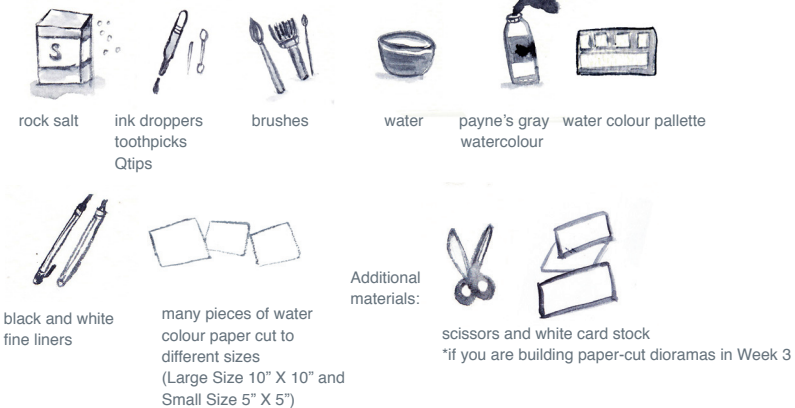 S
rock salt
ink droppers
toothpicks
Qtips
brushes
water
payne's gray
watercolour
water colour pallette
black and white
fine liners
many pieces of water
colour paper cut to
different sizes
(Large Size 10” X 10” and
Small Size 5” X 5”)
Additional
materials:
scissors and white card stock
*if you are building paper-cut dioramas in Week 3